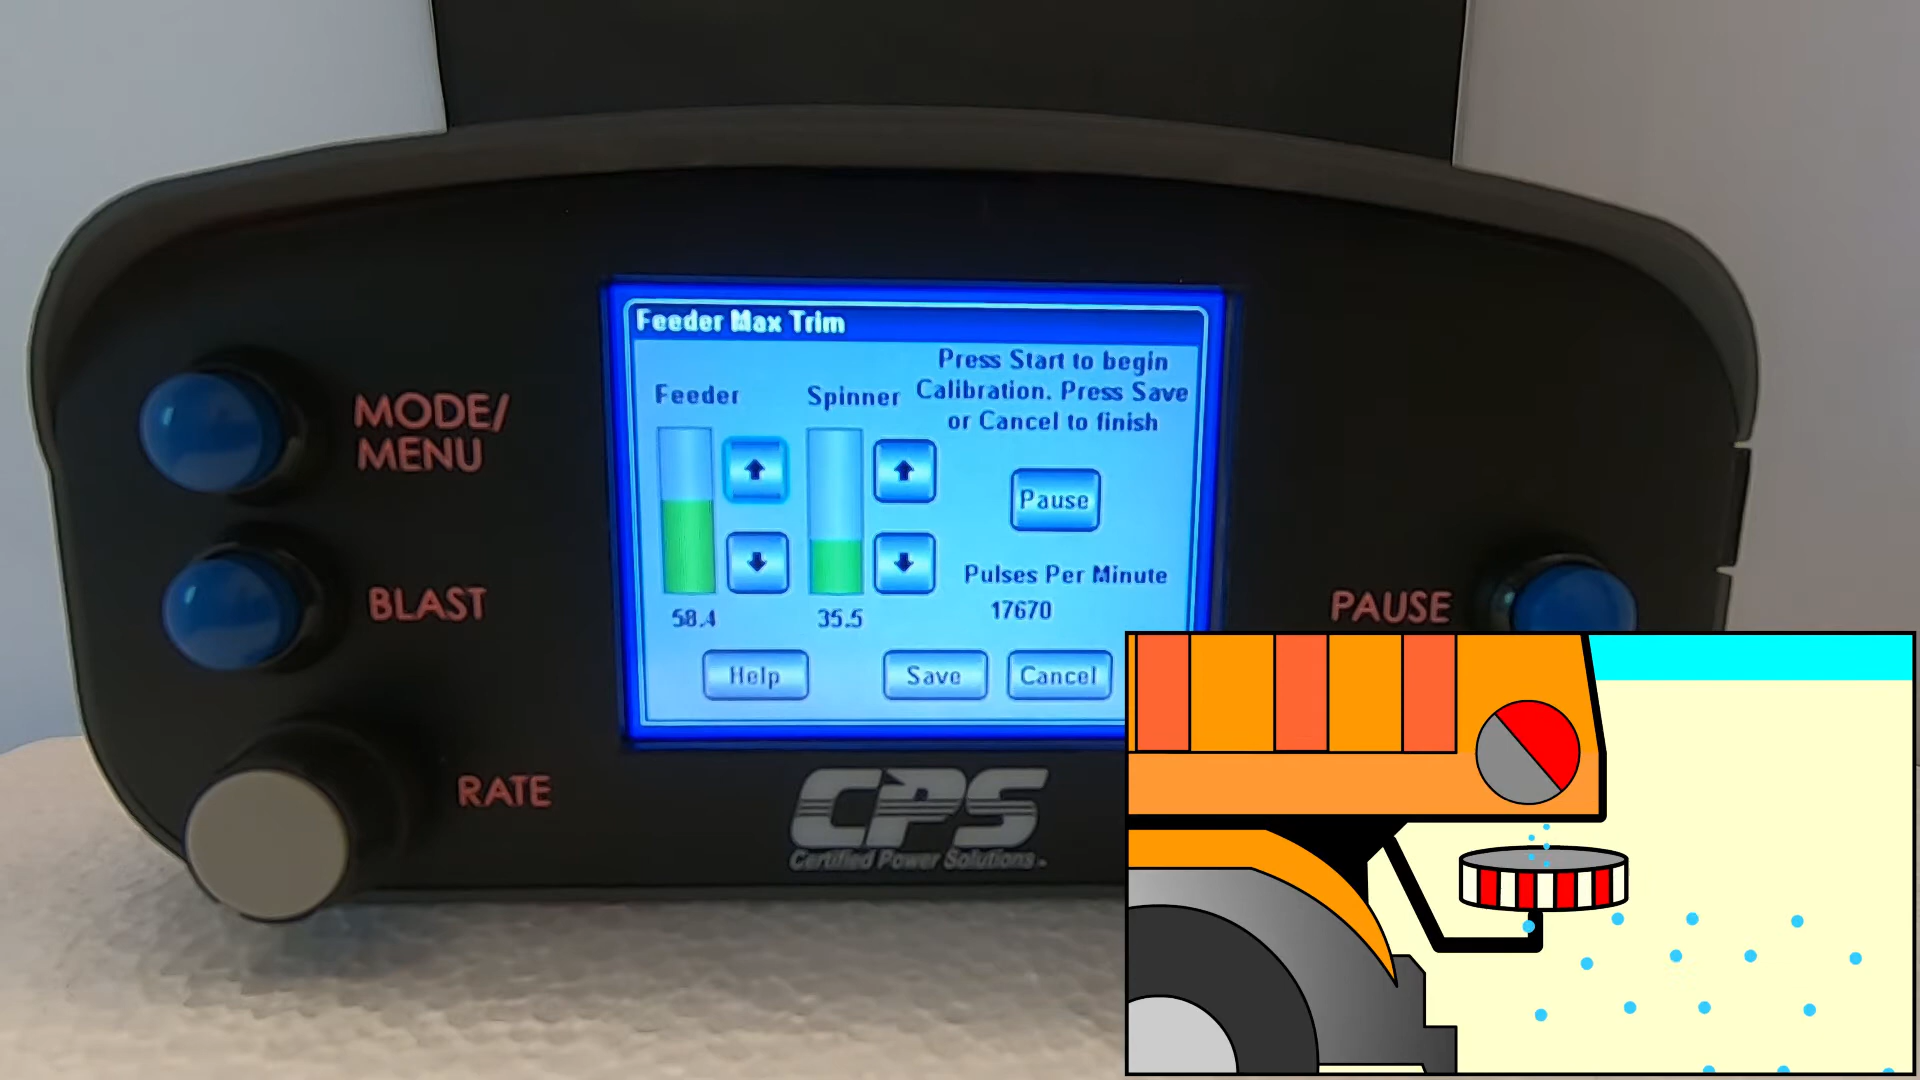 Feeder Max Trim
Press Start to begin
Calibration. Press Save
or Cancel to finish
Feeder
Spinner
Pause
Pulses Per Minute
17670
58.4
35.5
Help
Save
Cancel
MODE/
MENU
BLAST
RATE
PAUSE
CPS
Certified Power Solutions